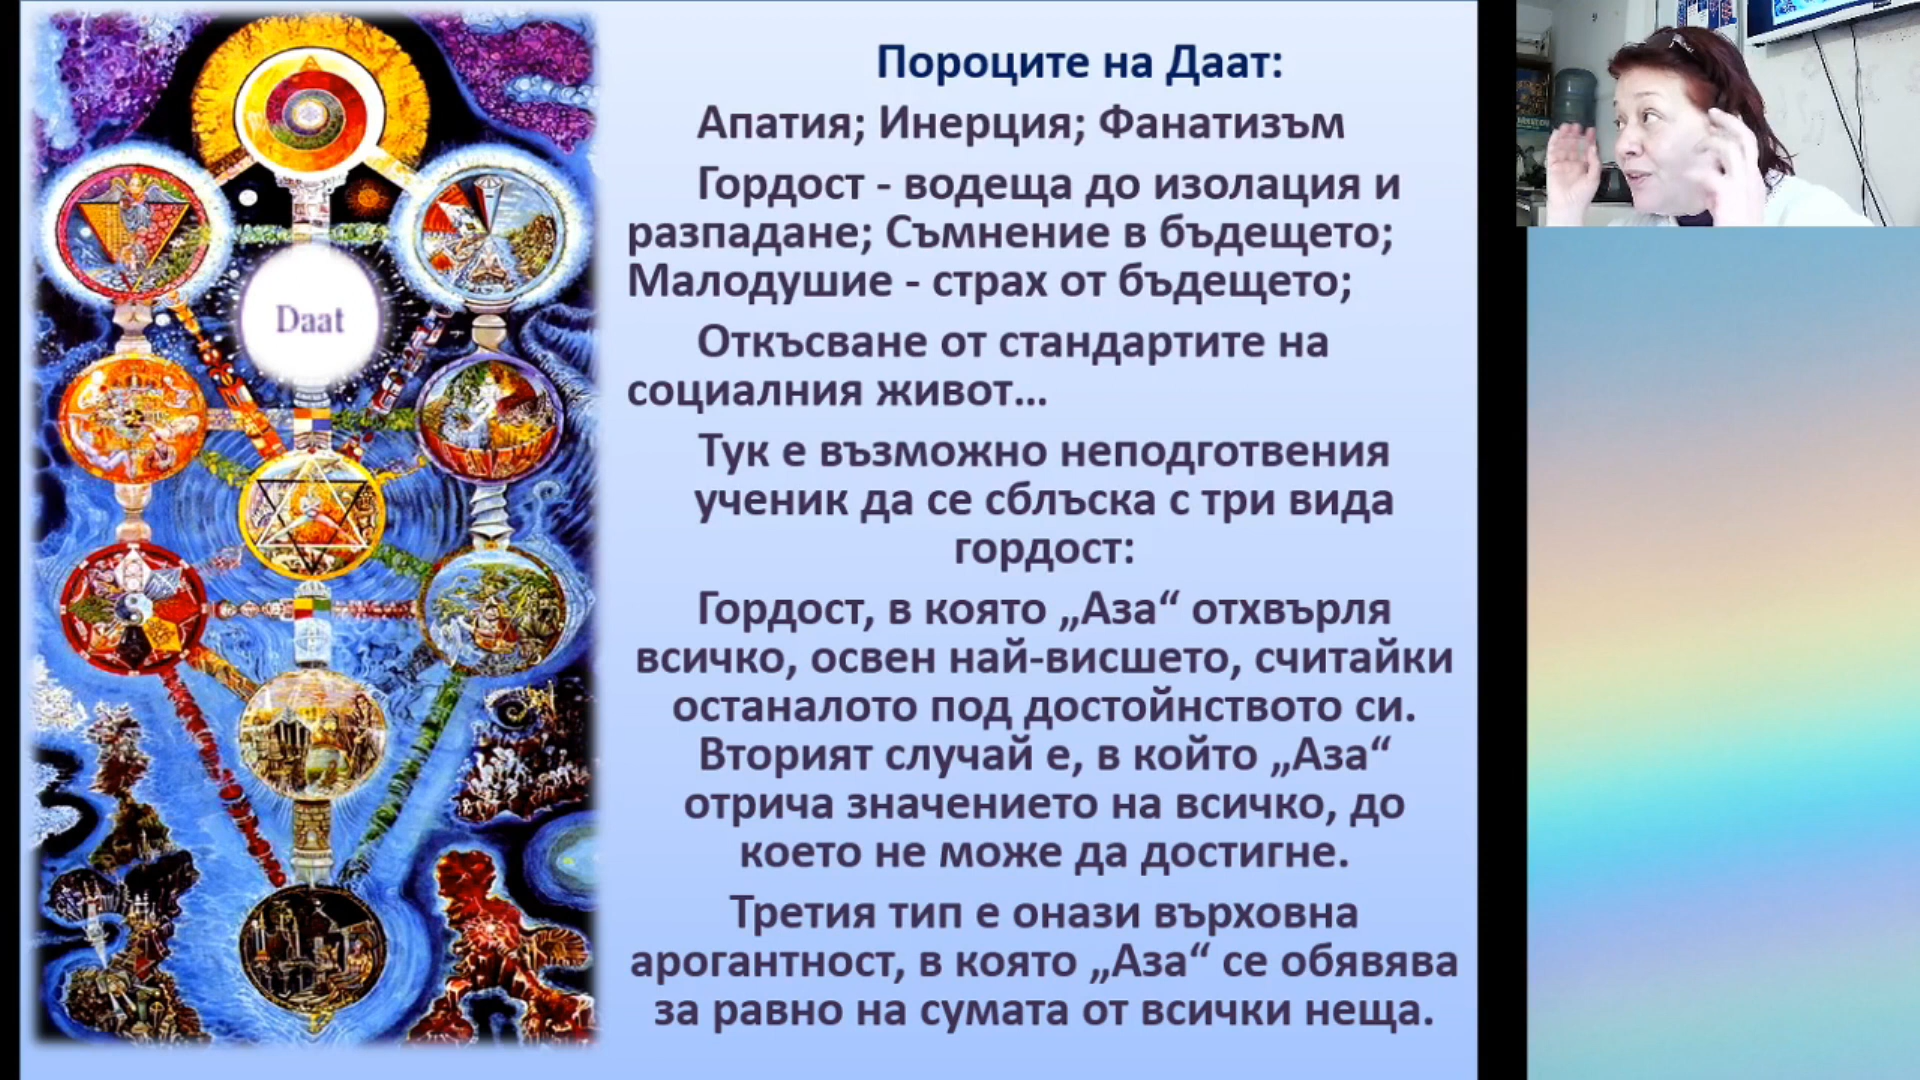 Пороците на Даат:
Апатия; Инерция; Фанатизъм
Гордост - водеща до изолация и
разпадане; Съмнение в бъдещето;
Малодушие - страх от бъдещето;
Откъсване от стандартите на
социалния живот...
Тук е възможно неподготвения
ученик да се сблъска с три вида
гордост:
Гордост, в която „Аза“ отхвърля
всичко, освен най-висшето, считайки
останалото под достойнството си.
Вторият случай е, в който „Аза“
отрича значението на всичко, до
което не може да достигне.
Третия тип е онази върховна
арогантност, в която „Аза“ се обявява
за равно на сумата от всички неща.
Daat